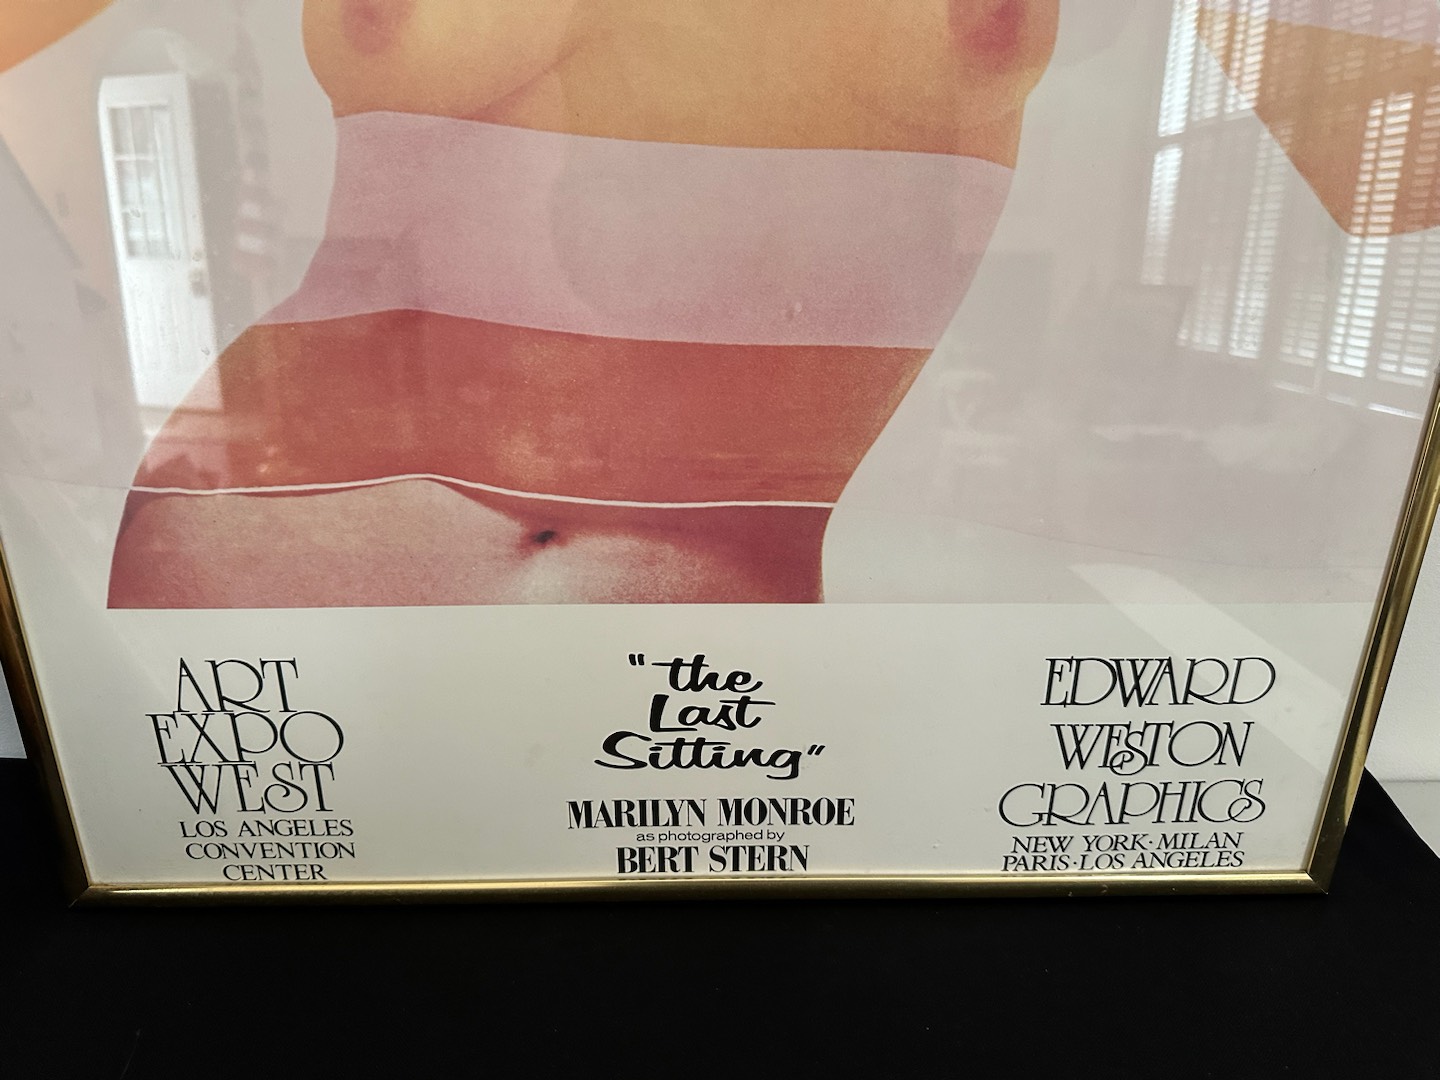 ART
EXPO
WEST
LOS ANGELES
CONVENTION
CENTER
"the
Last
Sitting"
MARILYN MONROE
as photographed by
BERT STERN
EDWARD
WESTON
GRAPHICS
NEW YORK·MILAN
PARIS·LOS ANGELES